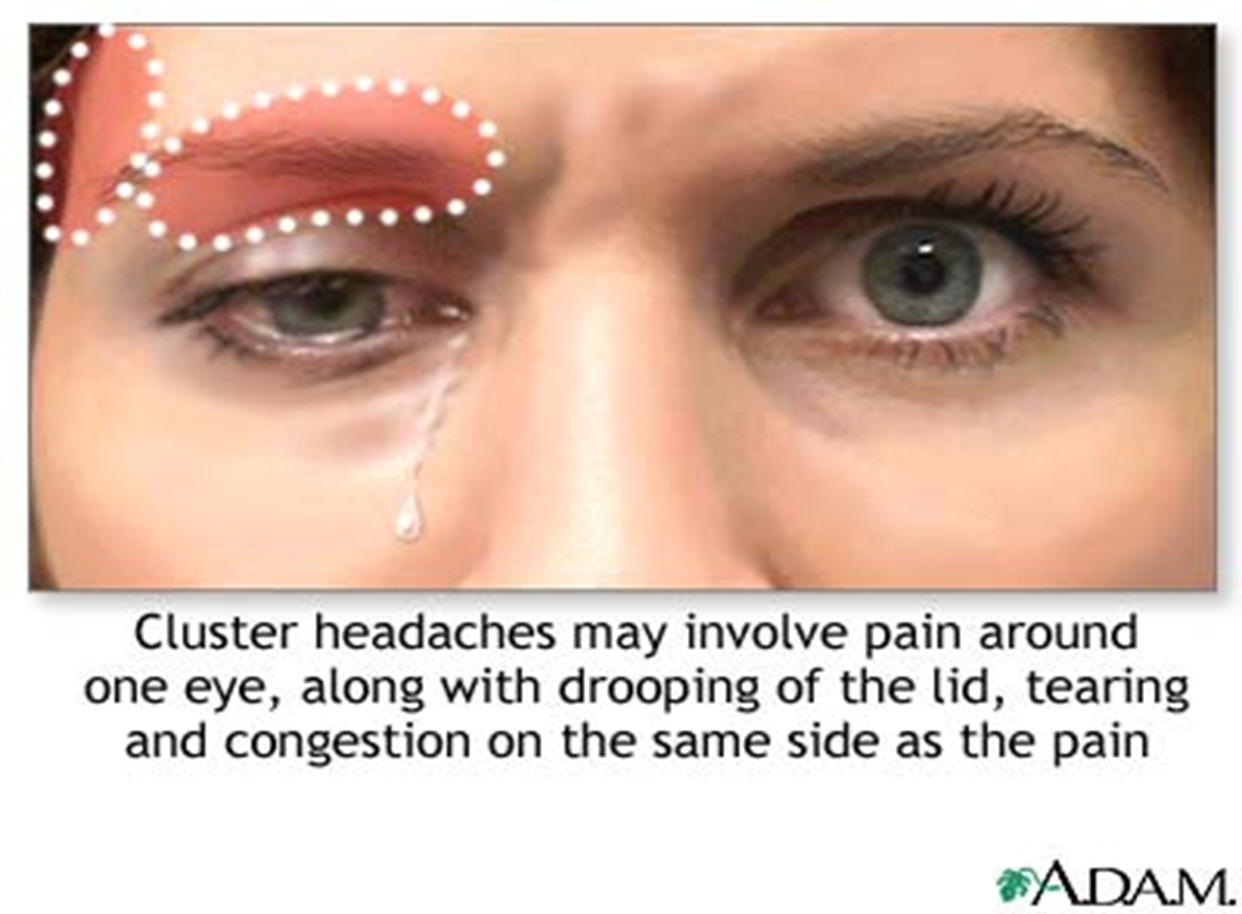 Cluster headaches may involve pain around
one eye, along with drooping of the lid, tearing
and congestion on the same side as the pain
A.D.A.M.